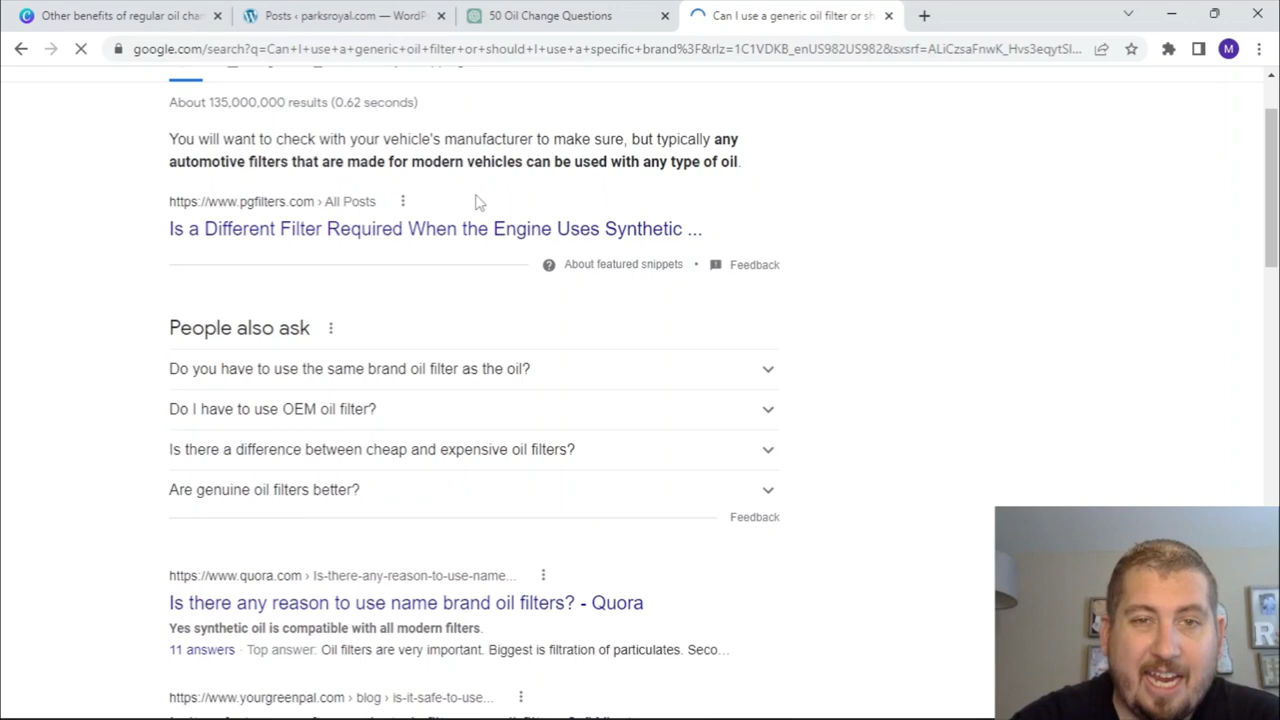 Other benefits of regular oil chan
Posts ‹ parksroyal.com — WordP
50 Oil Change Questions
Can I use a generic oil filter or sh
google.com/search?q=Can+I+use+a+generic+oil+filter+or+should+I+use+a+specific+brand%3F&rlz=1C1VDKB_enUS982US982&sxsrf=ALiCzsaFnwK_Hvs3eqytSl...
M
About 135,000,000 results (0.62 seconds)
You will want to check with your vehicle's manufacturer to make sure, but typically any
automotive filters that are made for modern vehicles can be used with any type of oil.
https://www.pgfilters.com › All Posts
Is a Different Filter Required When the Engine Uses Synthetic ...
About featured snippets • Feedback
People also ask
Do you have to use the same brand oil filter as the oil?
Do I have to use OEM oil filter?
Is there a difference between cheap and expensive oil filters?
Are genuine oil filters better?
Feedback
https://www.quora.com › Is-there-any-reason-to-use-name...
Is there any reason to use name brand oil filters? - Quora
Yes synthetic oil is compatible with all modern filters.
11 answers · Top answer: Oil filters are very important. Biggest is filtration of particulates. Seco...
https://www.yourgreenpal.com › blog › is-it-safe-to-use...
R